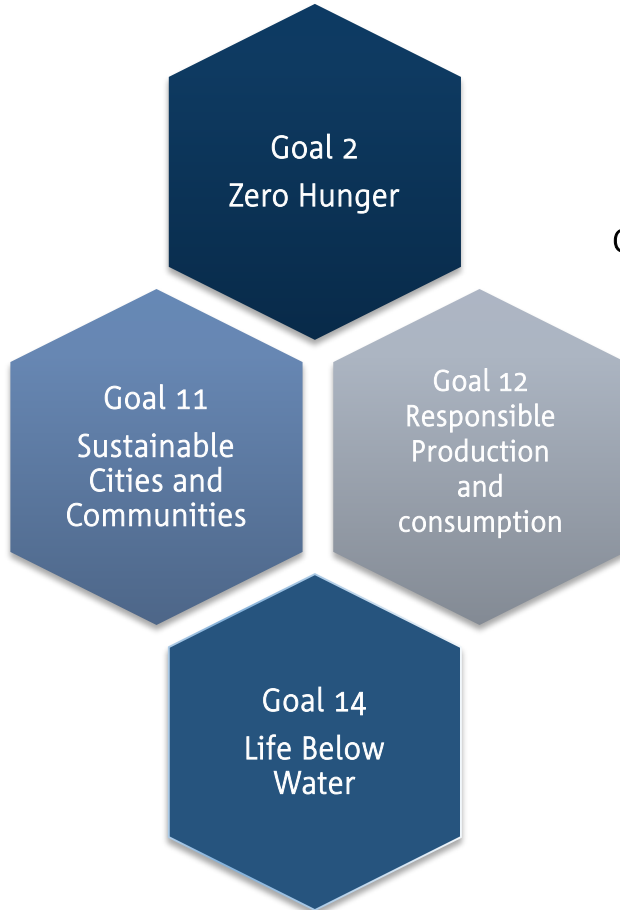 Goal 2
Zero Hunger
Goal 11
Sustainable
Cities and
Communities
Goal 12
Responsible
Production
and
consumption
Goal 14
Life Below
Water